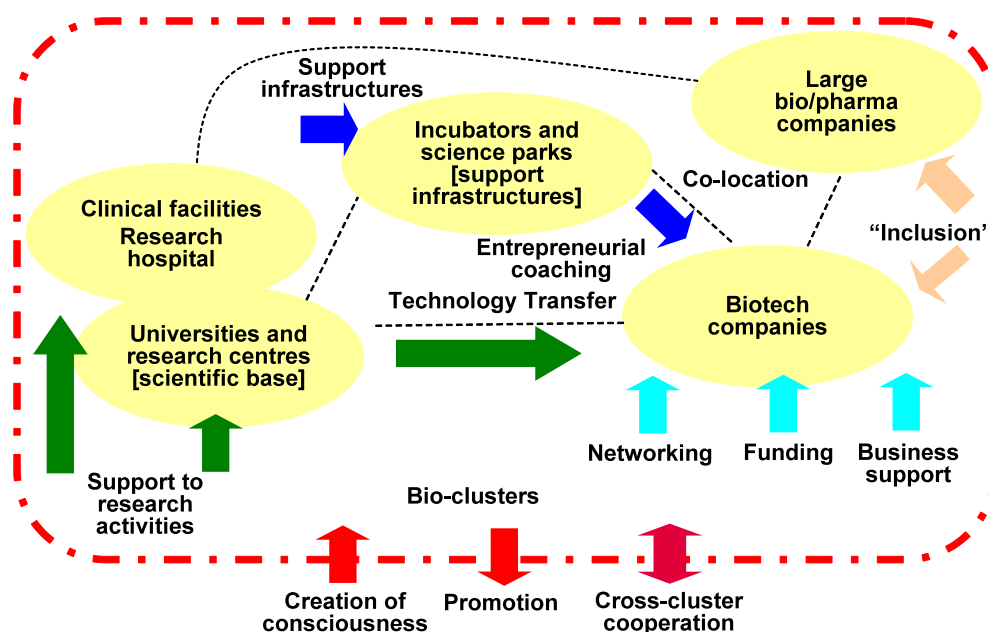 Support
infrastructures
Large
bio/pharma
companies
Incubators and
science parks
[support
infrastructures]
Co-location
Clinical facilities
Research
hospital
"Inclusion'
Entrepreneurial
coaching
Technology Transfer
Biotech
companies
Universities and
research centres
[scientific base]
Networking
Funding
Business
support
Support to
research
activities
Bio-clusters
Creation of
consciousness
Promotion
Cross-cluster
cooperation